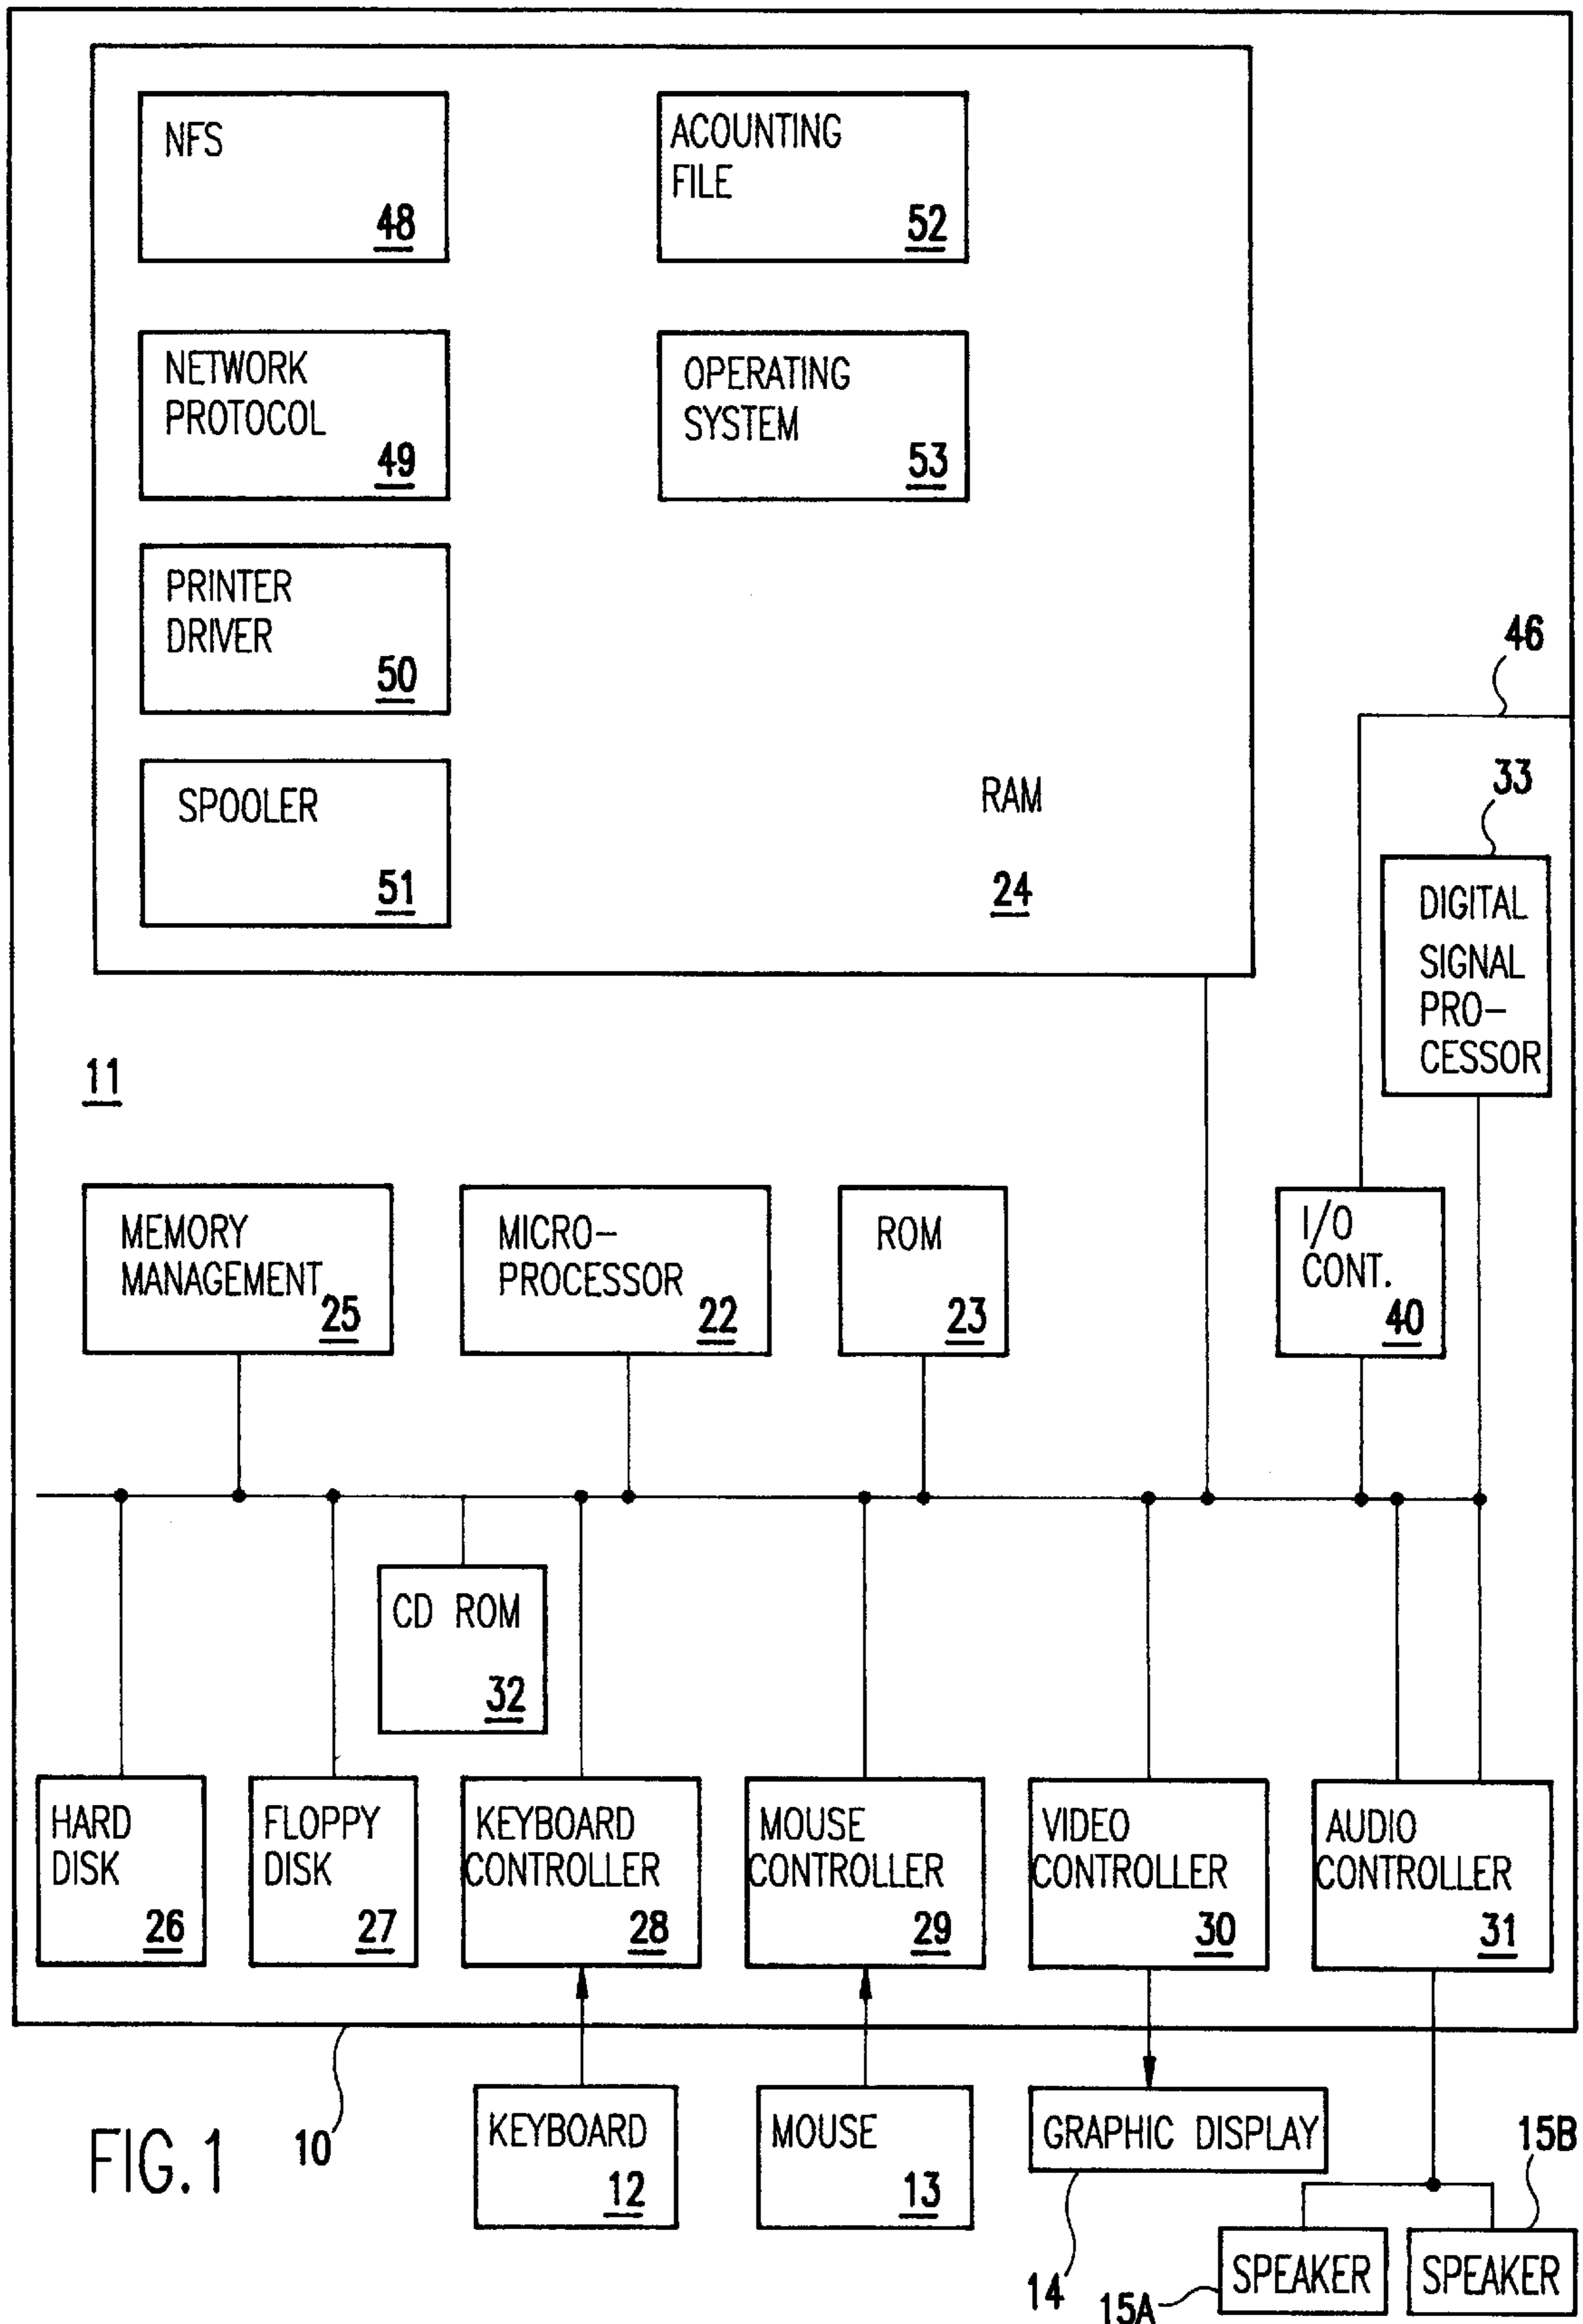 NFS
48
ACOUNTING
FILE
52
NETWORK
PROTOCOL
49
OPERATING
SYSTEM
53
PRINTER
DRIVER
50
46
SPOOLER
51
RAM
24
33
DIGITAL
SIGNAL
PRO-
CESSOR
11
MEMORY
MANAGEMENT
25
MICRO-
PROCESSOR
22
ROM
23
I/O
CONT.
40
CD ROM
32
HARD
DISK
26
FLOPPY
DISK
27
KEYBOARD
CONTROLLER
28
MOUSE
CONTROLLER
29
VIDEO
CONTROLLER
30
AUDIO
CONTROLLER
31
FIG.1
10
KEYBOARD
12
MOUSE
13
GRAPHIC DISPLAY
14
15B
15A
SPEAKER
SPEAKER